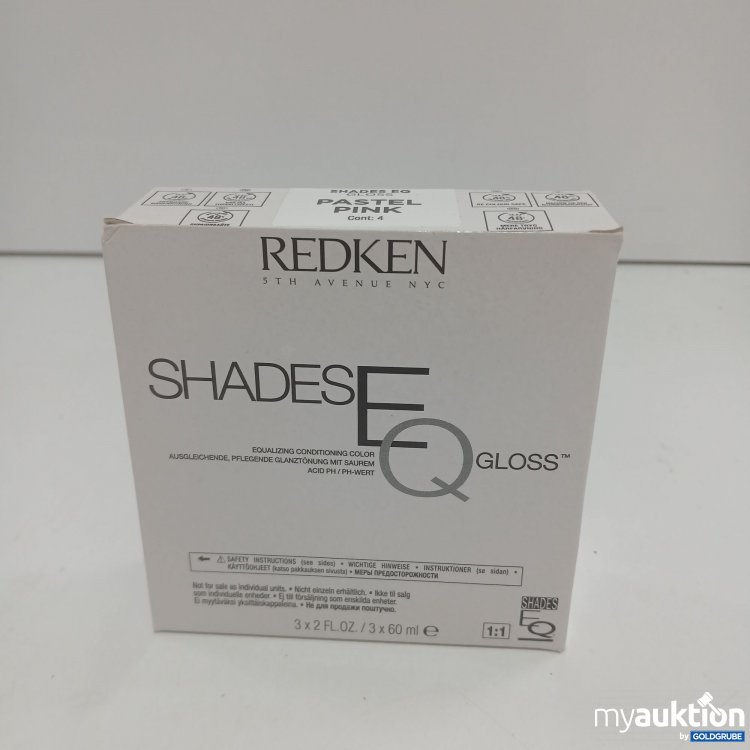 SHADES EQ
GLOSS
PASTEL
PINK
Cont: 4
REDKEN
5TH AVENUE NYC
SHADES EQ GLOSS™
EQUALIZING CONDITIONING COLOR
AUSGLEICHENDE, PFLEGENDE GLANZTÖNUNG MIT SAUREM
ACID PH / PH-WERT
SAFETY INSTRUCTIONS (see sides) • WICHTIGE HINWEISE • INSTRUKTIONER (se sidan) •
KÄYTTÖOHJEET (katso pakkauksen sivusta) • МЕРЫ ПРЕДОСТОРОЖНОСТИ
Not for sale as individual units. • Nicht einzeln erhältlich. • Ikke til salg
som individuelle enheder. • Ej till försäljning som enskilda enheter.
Ei myytäväksi yksittäiskappaleina. • Не для продажи поштучно.
3 x 2 FL.OZ. / 3 x 60 ml e
1:1
SHADES
EQ
myauktion
by GOLDGRUBE